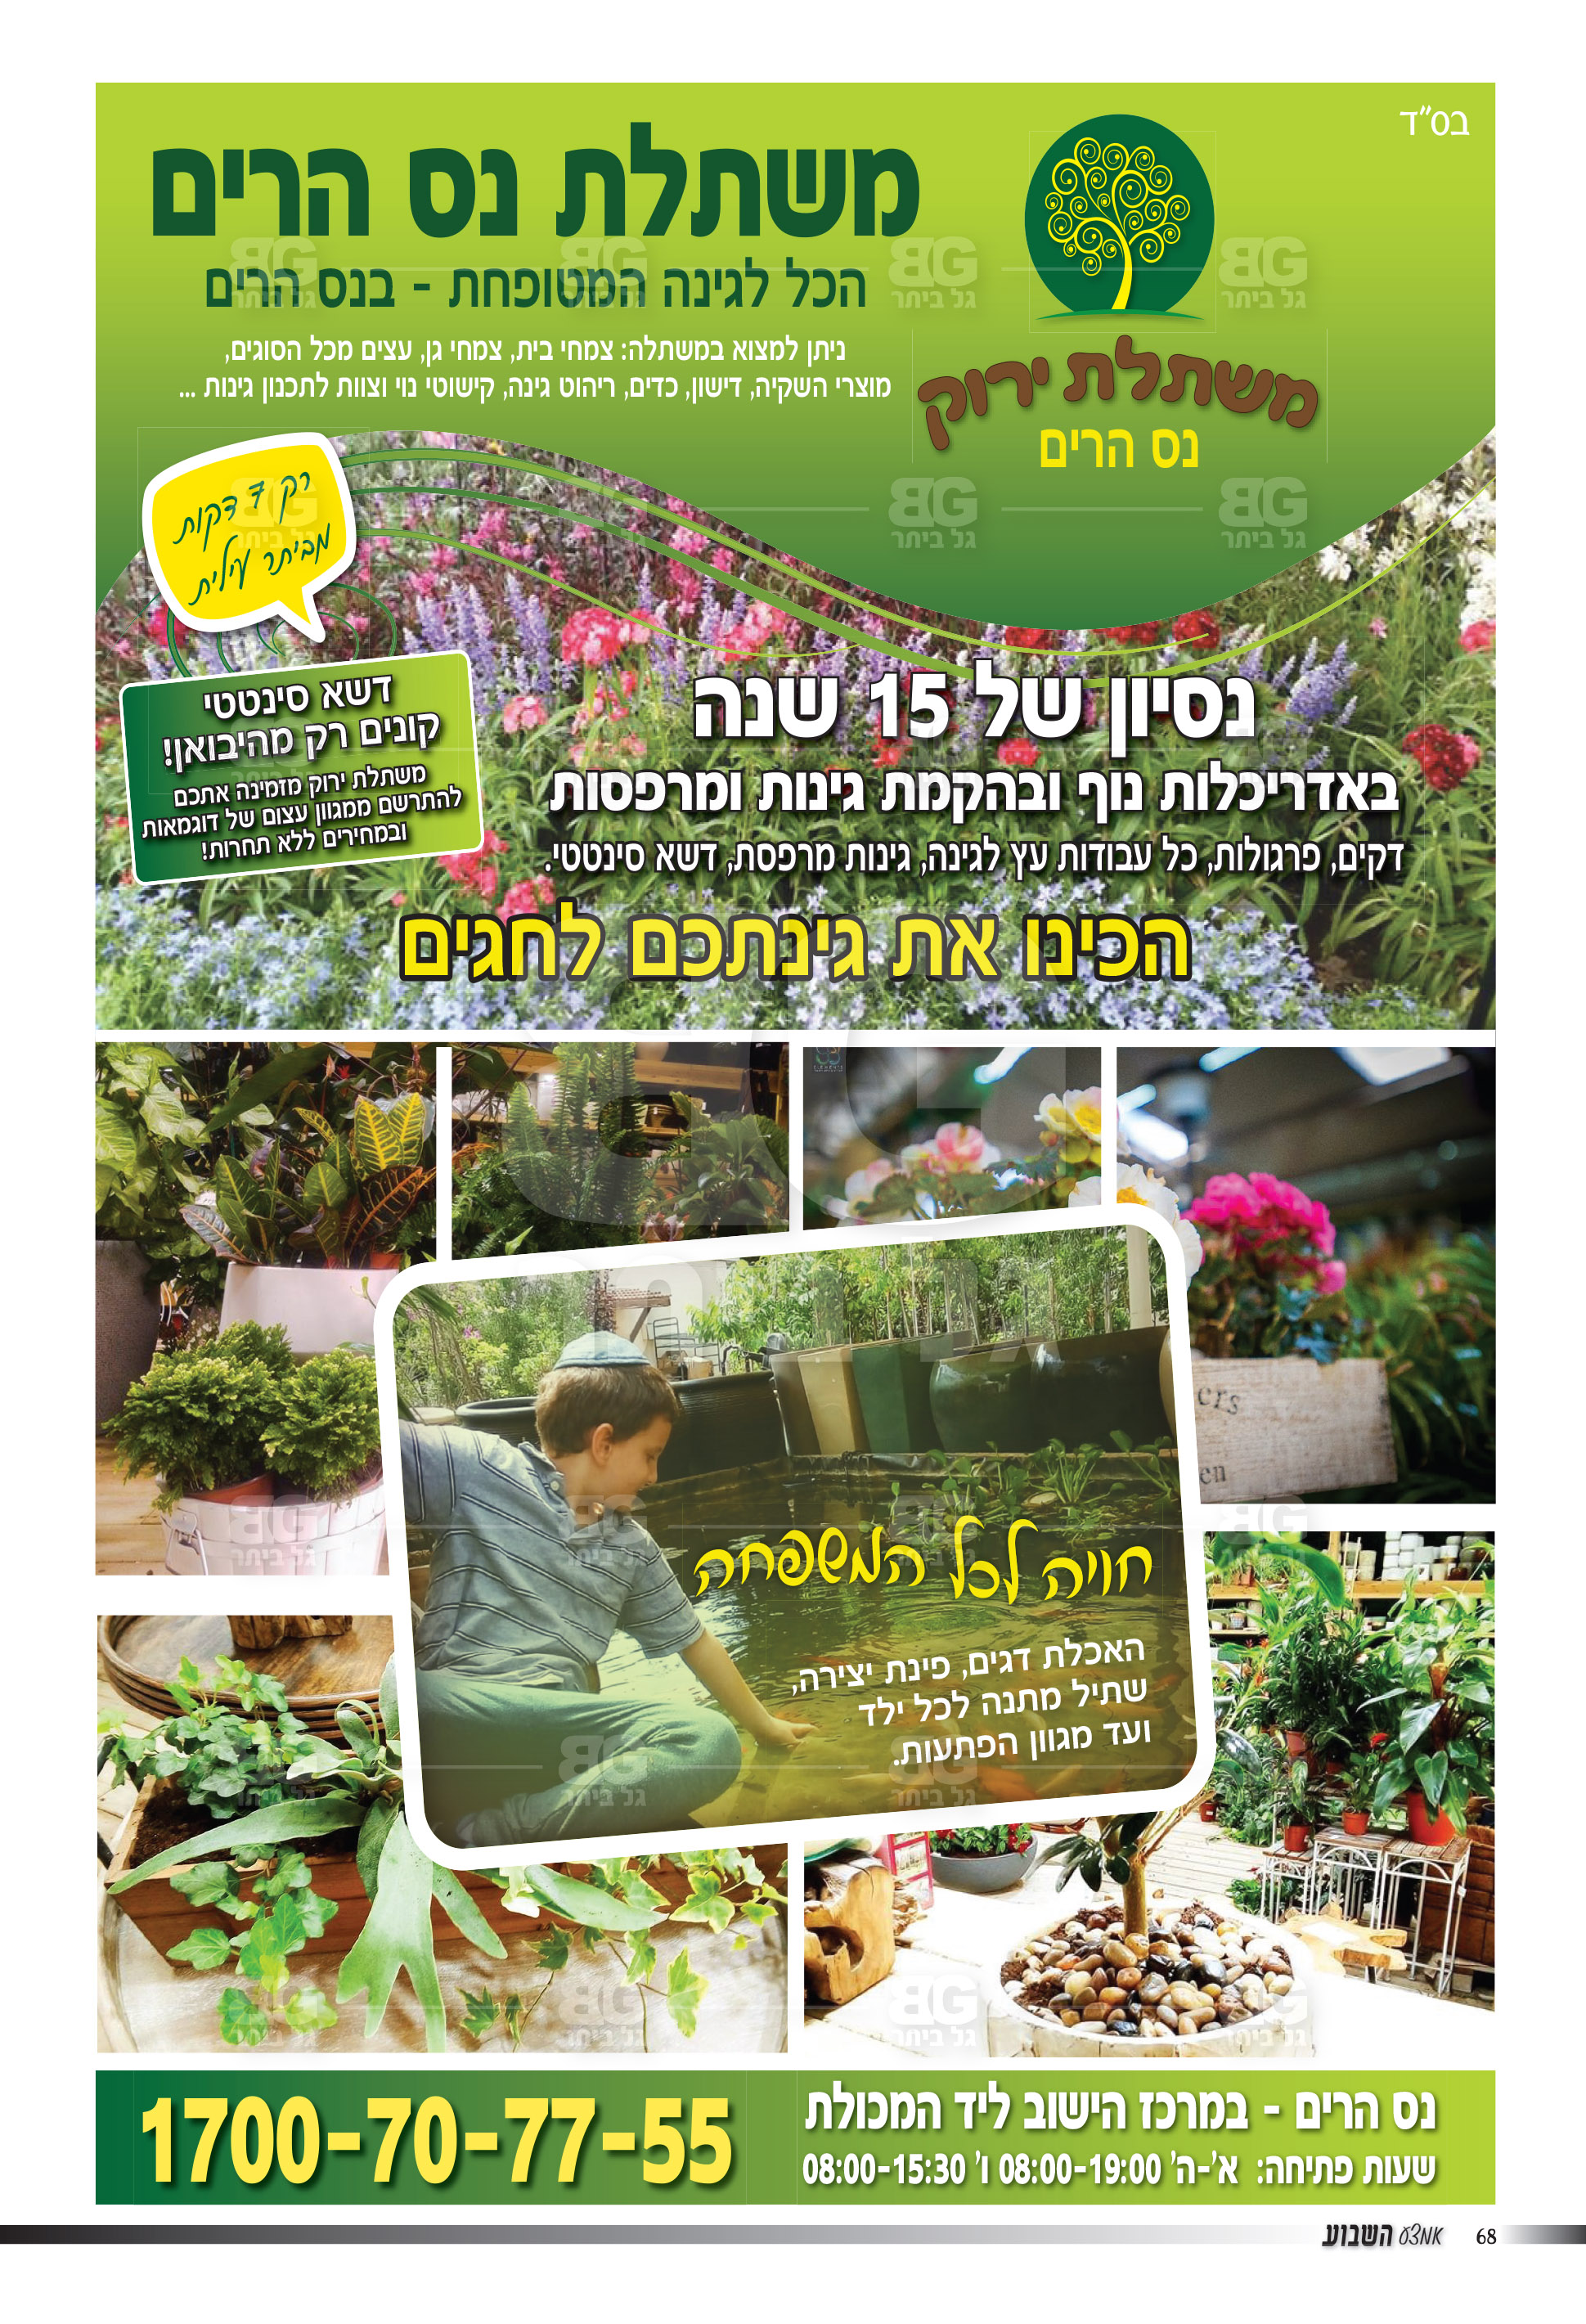 בס"ד
משתלת נס הרים
הכל לגינה המטופחת - בנס הרים
ניתן למצוא במשתלה: צמחי בית, צמחי גן, עצים מכל הסוגים,
מוצרי השקיה, דישון, כדים, ריהוט גינה, קישוטי נוי וצוות לתכנון גינות ...
משתלת ירוק
נס הרים
רק 7 דקות
מביתר עילית
דשא סינטטי
קונים רק מהיבואן!
משתלת ירוק מזמינה אתכם
להתרשם ממגוון עצום של דוגמאות
ובמחירים ללא תחרות!
נסיון של 15 שנה
באדריכלות נוף ובהקמת גינות ומרפסות
דקים, פרגולות, כל עבודות עץ לגינה, גינות מרפסת, דשא סינטטי.
הכינו את גינתכם לחגים
חוויה לכל המשפחה
האכלת דגים, פינת יצירה,
שתיל מתנה לכל ילד
ועד מגוון הפתעות.
נס הרים - במרכז הישוב ליד המכולת
שעות פתיחה: א'-ה' 08:00-19:00 ו' 08:00-15:30
1700-70-77-55
68 אמצע השבוע
BG
גל ביתר